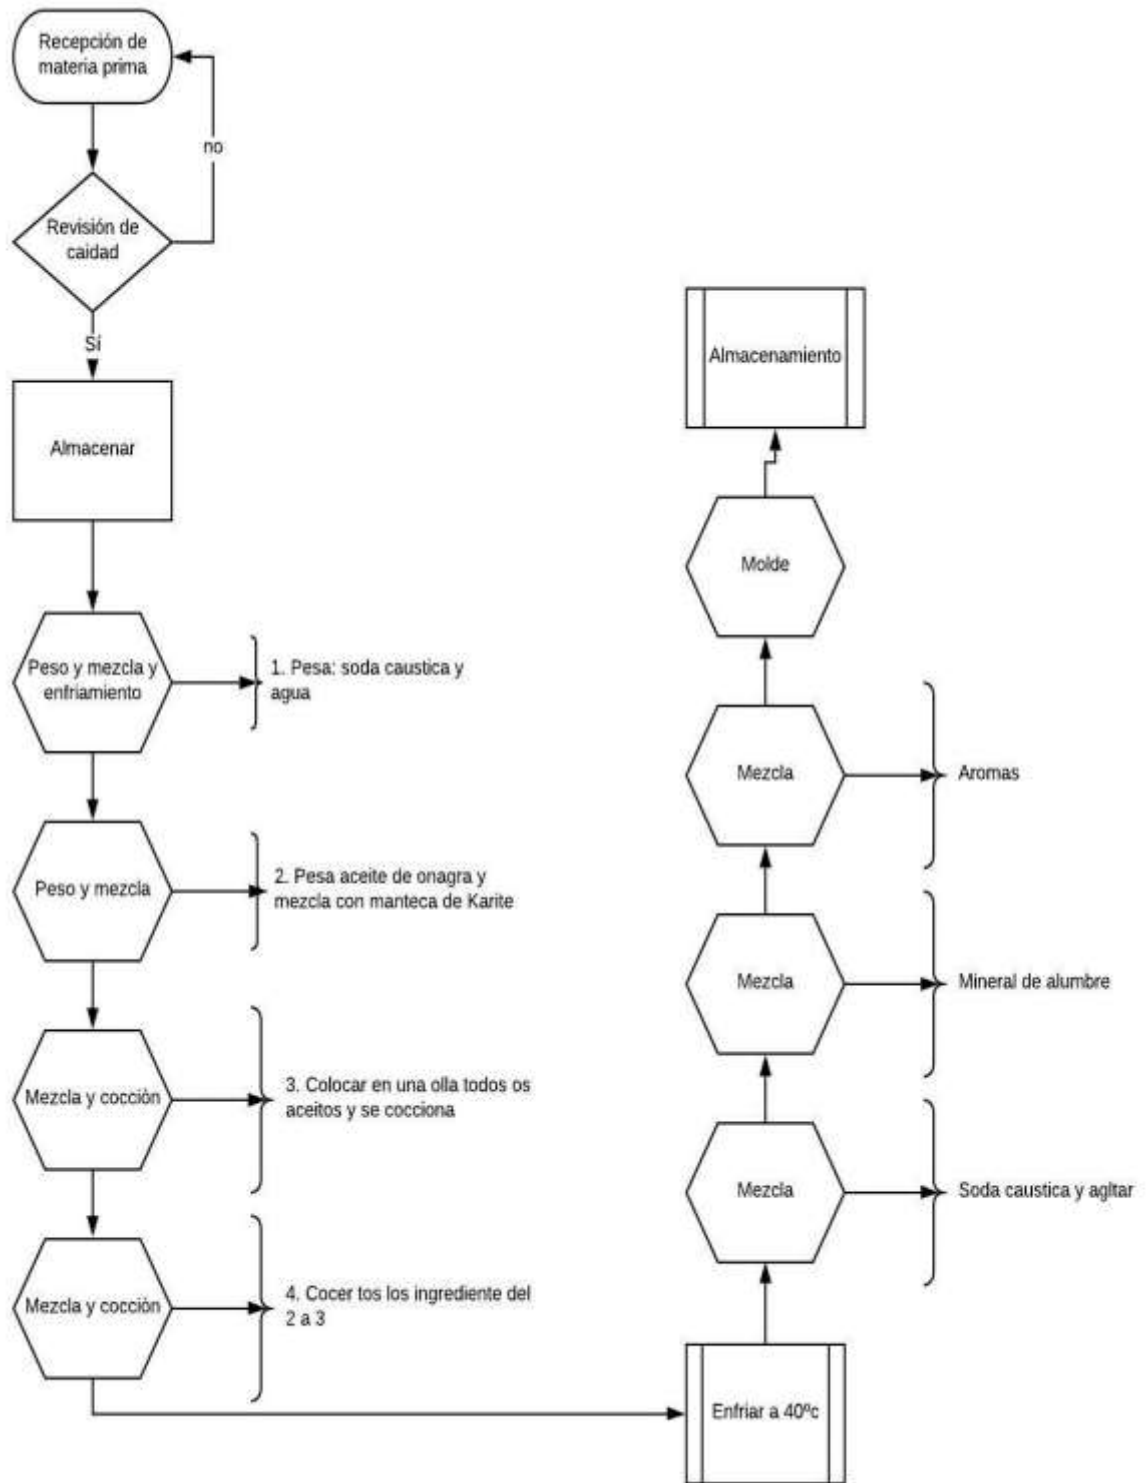 Recepción de
materia prima
no
Revisión de
caidad
Sí
Almacenar
Peso y mezcla y
enfriamiento
1. Pesa: soda caustica y
agua
Peso y mezcla
2. Pesa aceite de onagra y
mezcla con manteca de Karite
Mezcla y cocción
3. Colocar en una olla todos os
aceitos y se cocciona
Mezcla y cocción
4. Cocer tos los ingrediente del
2 a 3
Enfriar a 40ºc
Mezcla
Soda caustica y agltar
Mezcla
Mineral de alumbre
Mezcla
Aromas
Molde
Almacenamiento